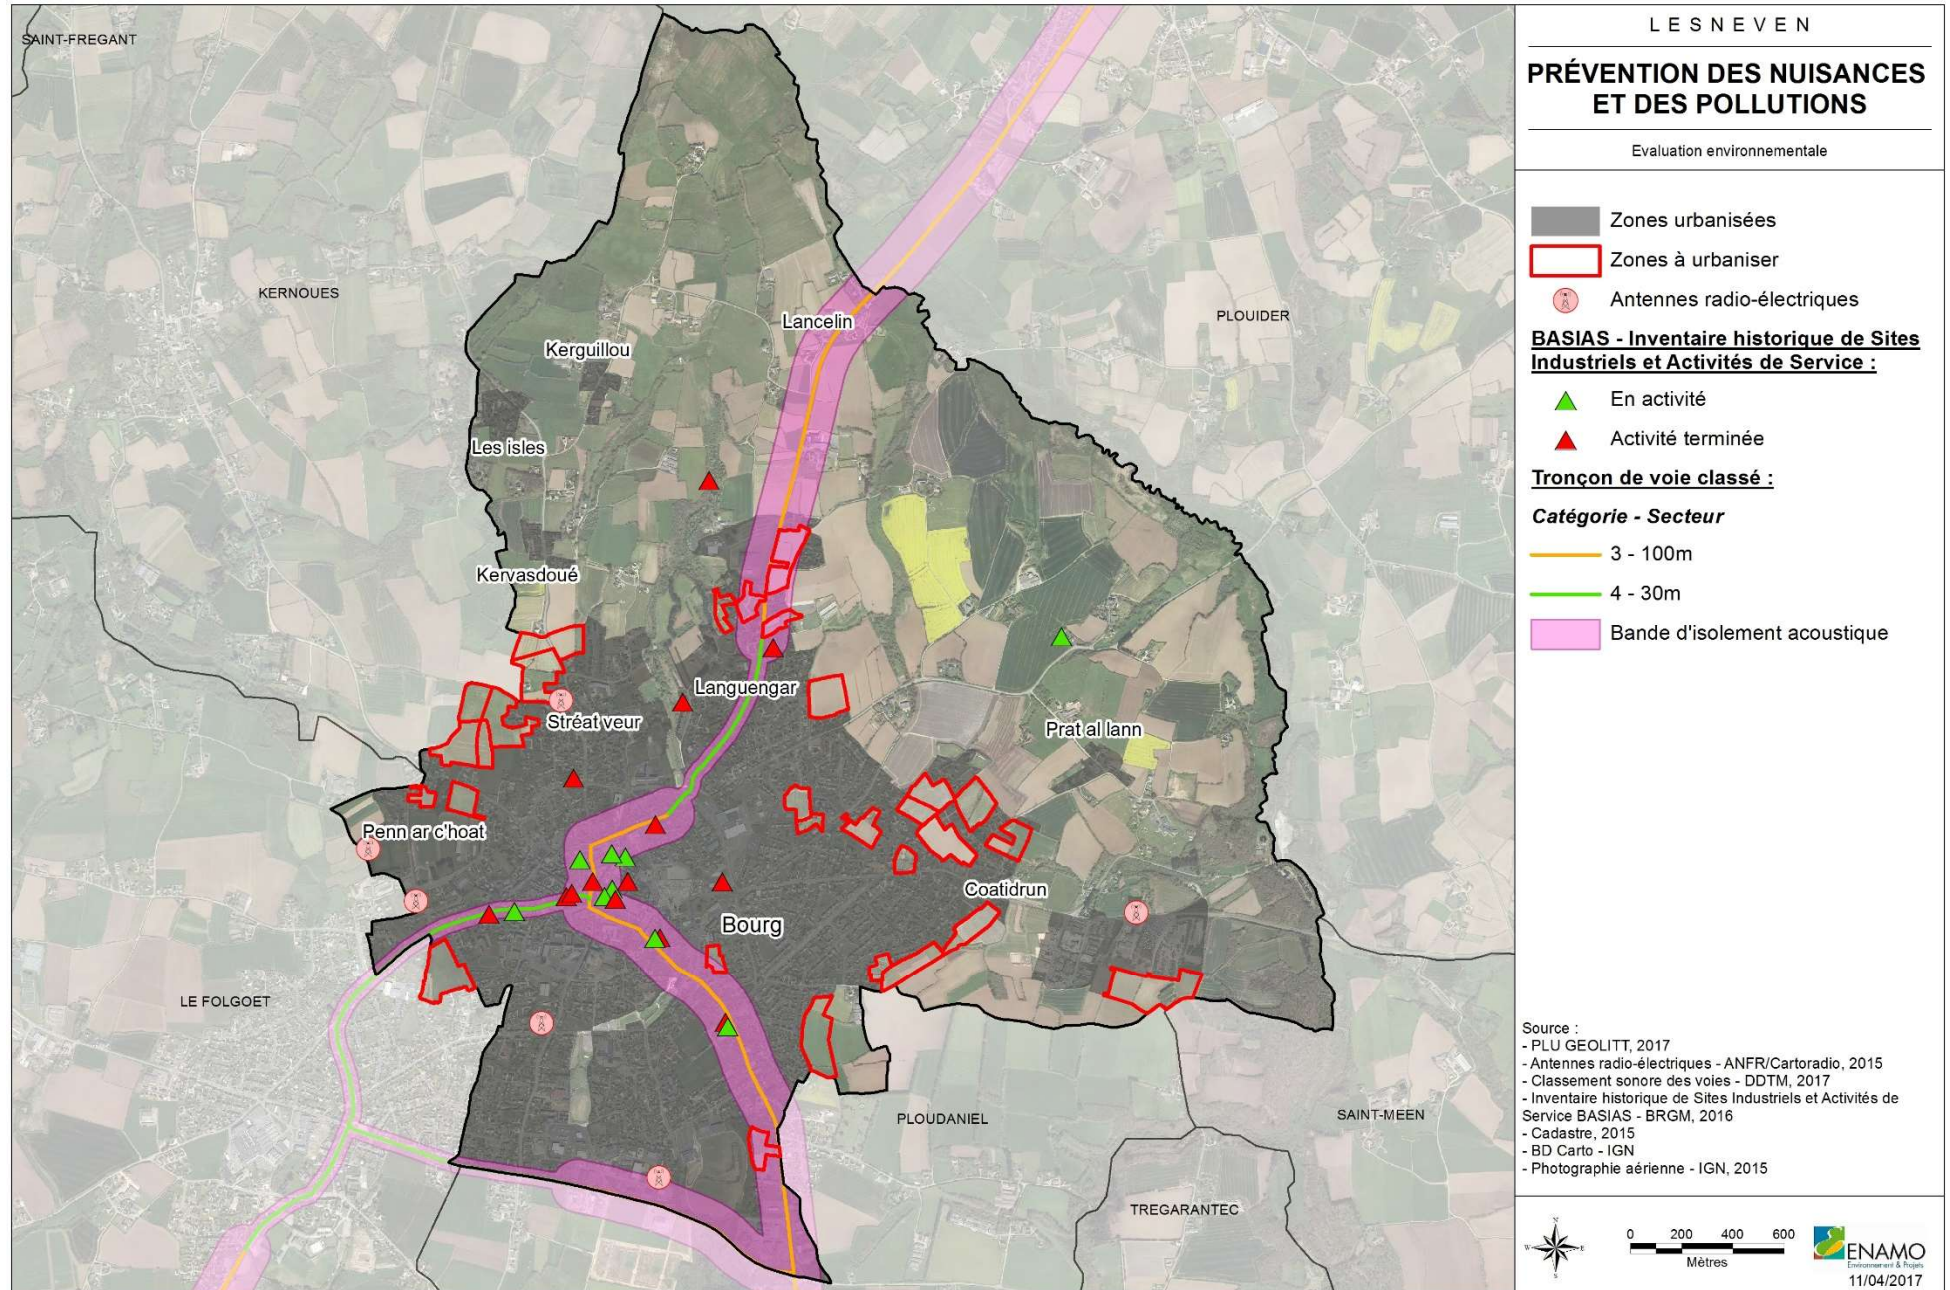 SAINT-FREGANT
KERNOUES
Lancelin
Kerguillou
PLOUIDER
Les isles
Kervasdoué
Languengar
Stréat veur
Prat al lann
Penn ar c'hoat
Coatidrun
Bourg
LE FOLGOET
PLOUDANIEL
SAINT-MEEN
TREGARANTEC
LESNEVEN
PRÉVENTION DES NUISANCES
ET DES POLLUTIONS
Evaluation environnementale
Zones urbanisées
Zones à urbaniser
Antennes radio-électriques
BASIAS - Inventaire historique de Sites
Industriels et Activités de Service :
En activité
Activité terminée
Tronçon de voie classé :
Catégorie - Secteur
3 - 100m
4 - 30m
Bande d'isolement acoustique
Source :
- PLU GEOLITT, 2017
- Antennes radio-électriques - ANFR/Cartoradio, 2015
- Classement sonore des voies - DDTM, 2017
- Inventaire historique de Sites Industriels et Activités de
Service BASIAS - BRGM, 2016
- Cadastre, 2015
- BD Carto - IGN
- Photographie aérienne - IGN, 2015
N
W E
S
0 200 400 600
Mètres
ENAMO
Environnement & Projets
11/04/2017